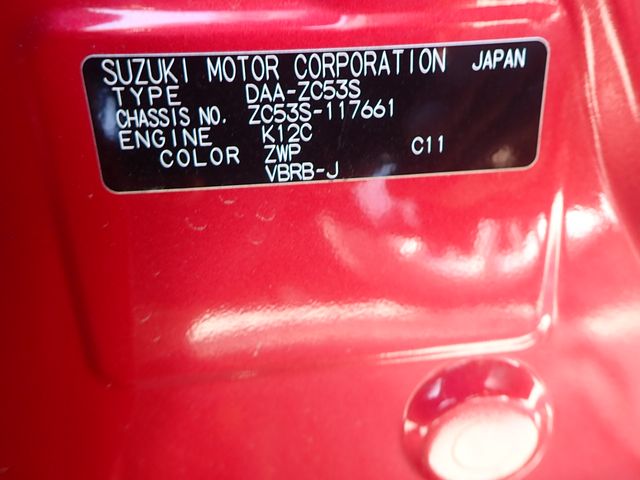 SUZUKI MOTOR CORPORATION JAPAN
TYPE DAA-ZC53S
CHASSIS NO. ZC53S-117661
ENGINE K12C
COLOR ZWP C11
VBRB-J